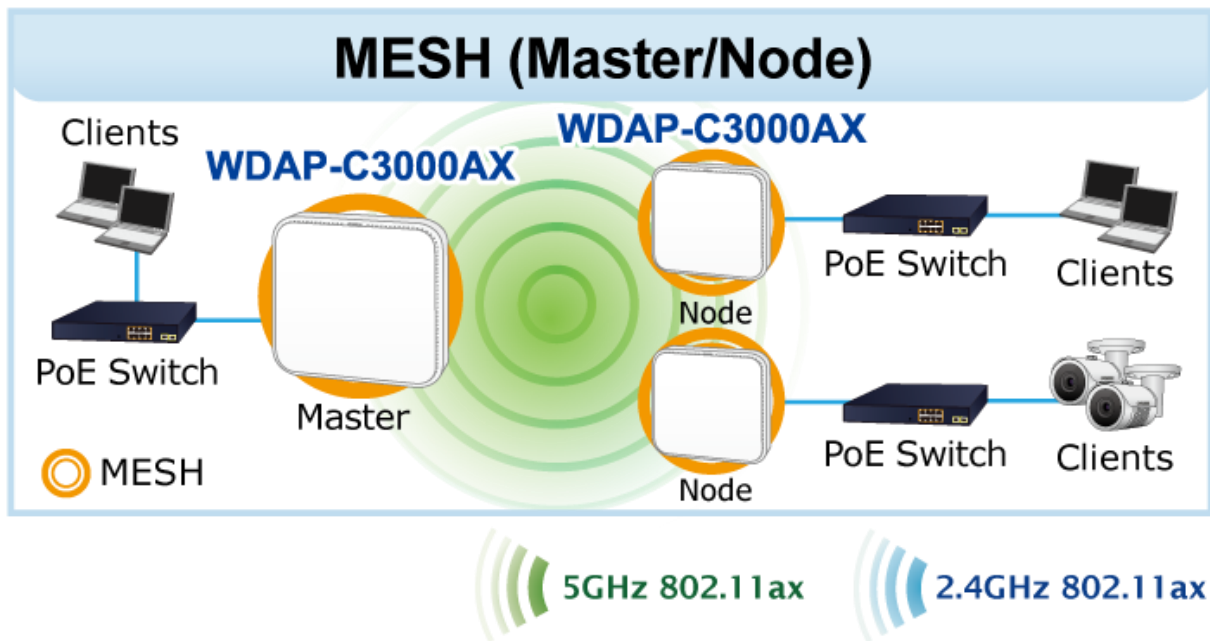 MESH (Master/Node)
Clients
WDAP-C3000AX
PoE Switch
Master
MESH
WDAP-C3000AX
Node
PoE Switch
Clients
Node
PoE Switch
Clients
5GHz 802.11ax
2.4GHz 802.11ax